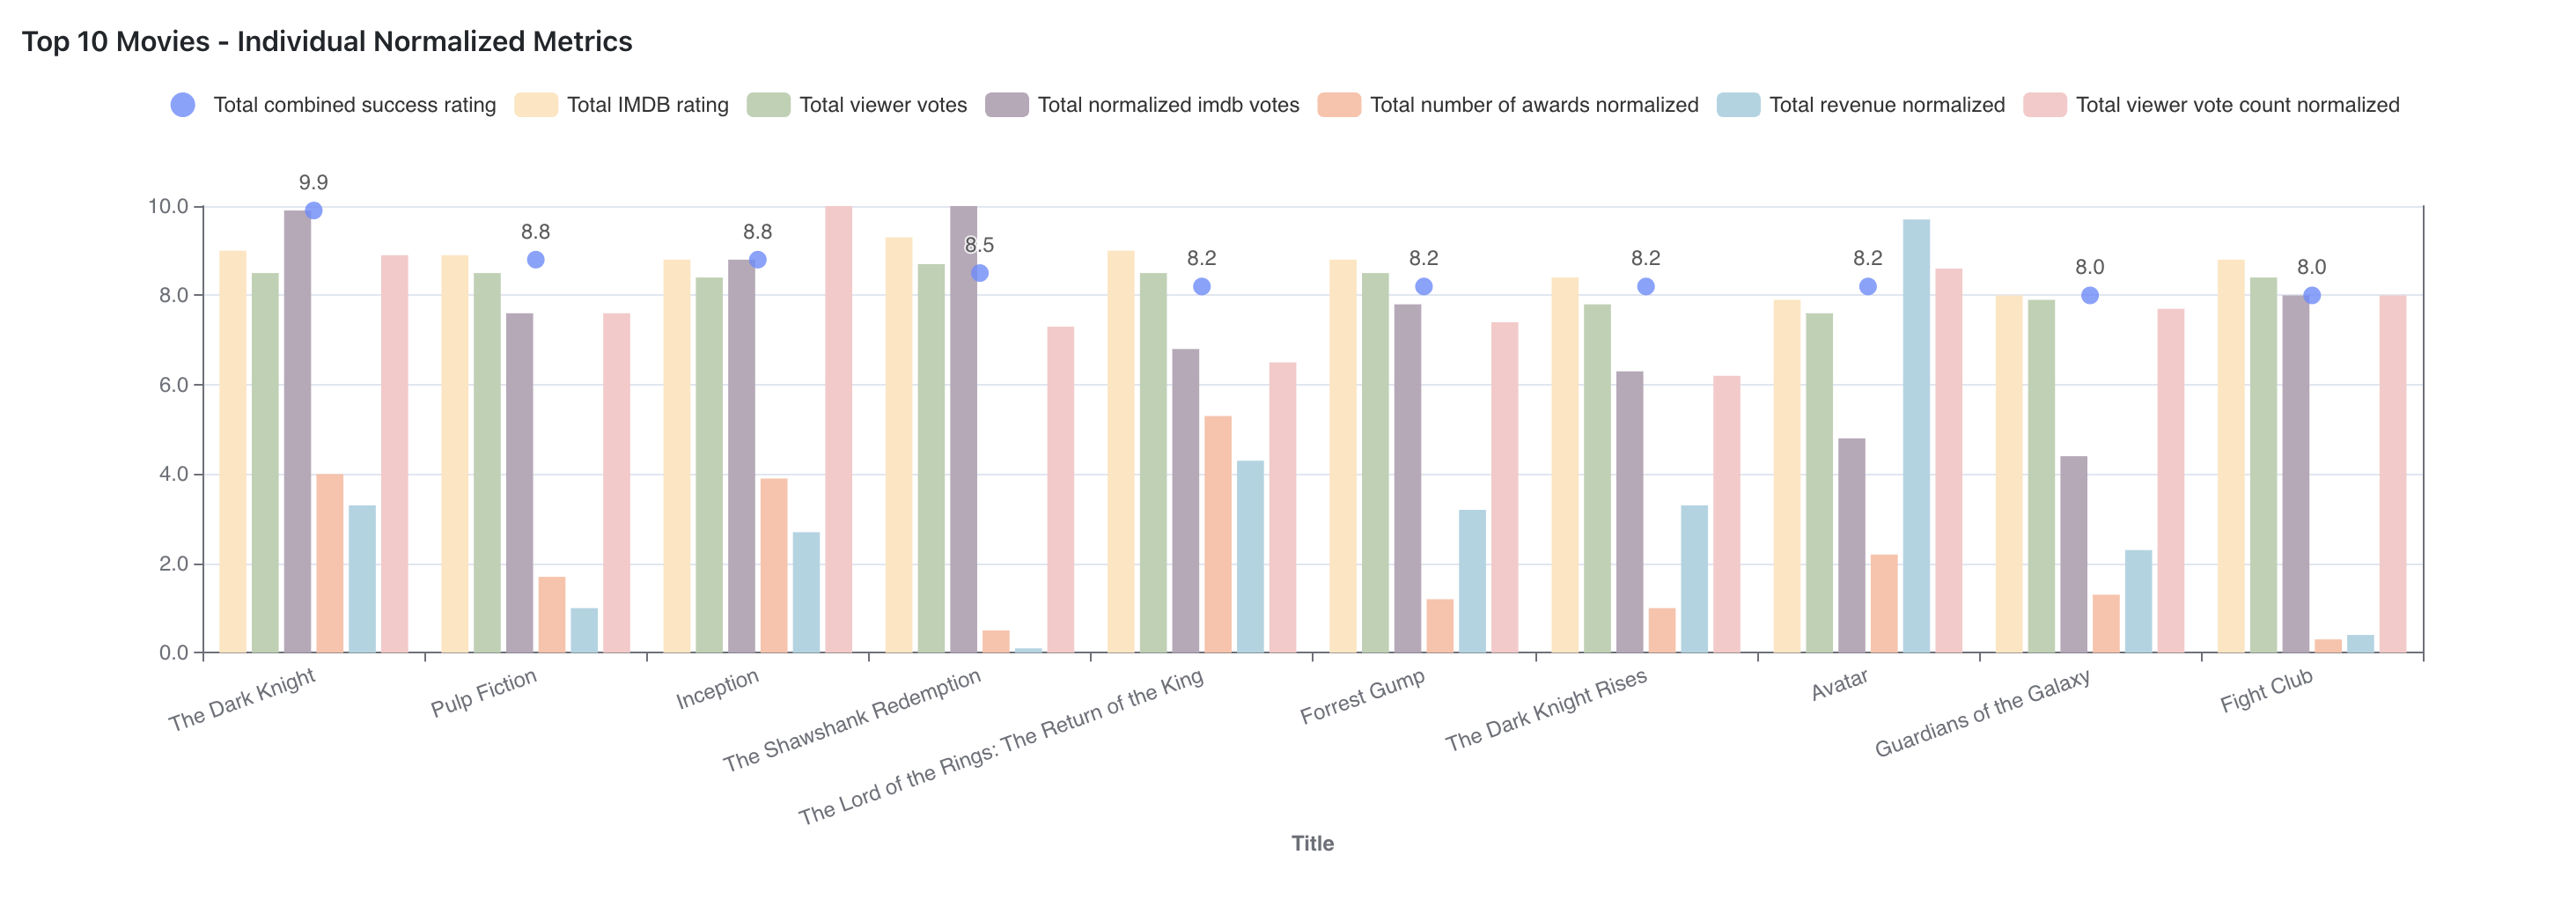 Top 10 Movies - Individual Normalized Metrics
Total combined success rating Total IMDB rating Total viewer votes Total normalized imdb votes Total number of awards normalized Total revenue normalized Total viewer vote count normalized
9.9 8.8 8.8 8.5 8.2 8.2 8.2 8.2 8.0 8.0
10.0
8.0
6.0
4.0
2.0
0.0
The Dark Knight
Pulp Fiction
Inception
The Shawshank Redemption
The Lord of the Rings: The Return of the King
Forrest Gump
The Dark Knight Rises
Avatar
Guardians of the Galaxy
Fight Club
Title